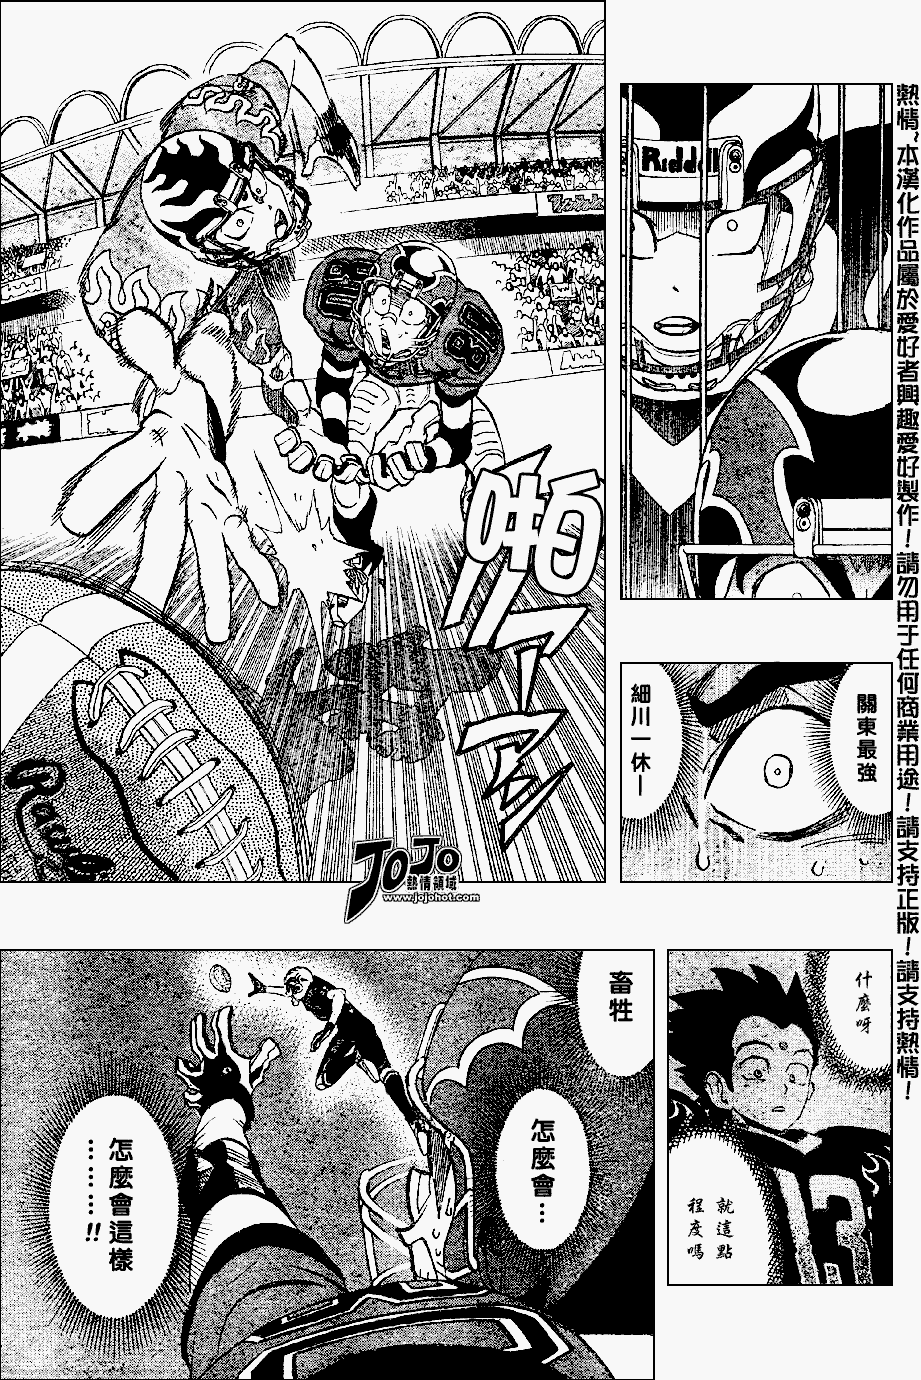 熱情 本漢化作品屬於愛好者興趣愛好製作！請勿用于任何商業用途！請支持正版！請支持熱情！
Riddell
關東最強
細川一休—
啪
JOJO
熱情領域
www.jojohot.com
80
什麼呀
就這點
程度嗎
13
畜牲
怎麼會…
怎麼會這樣
………!!